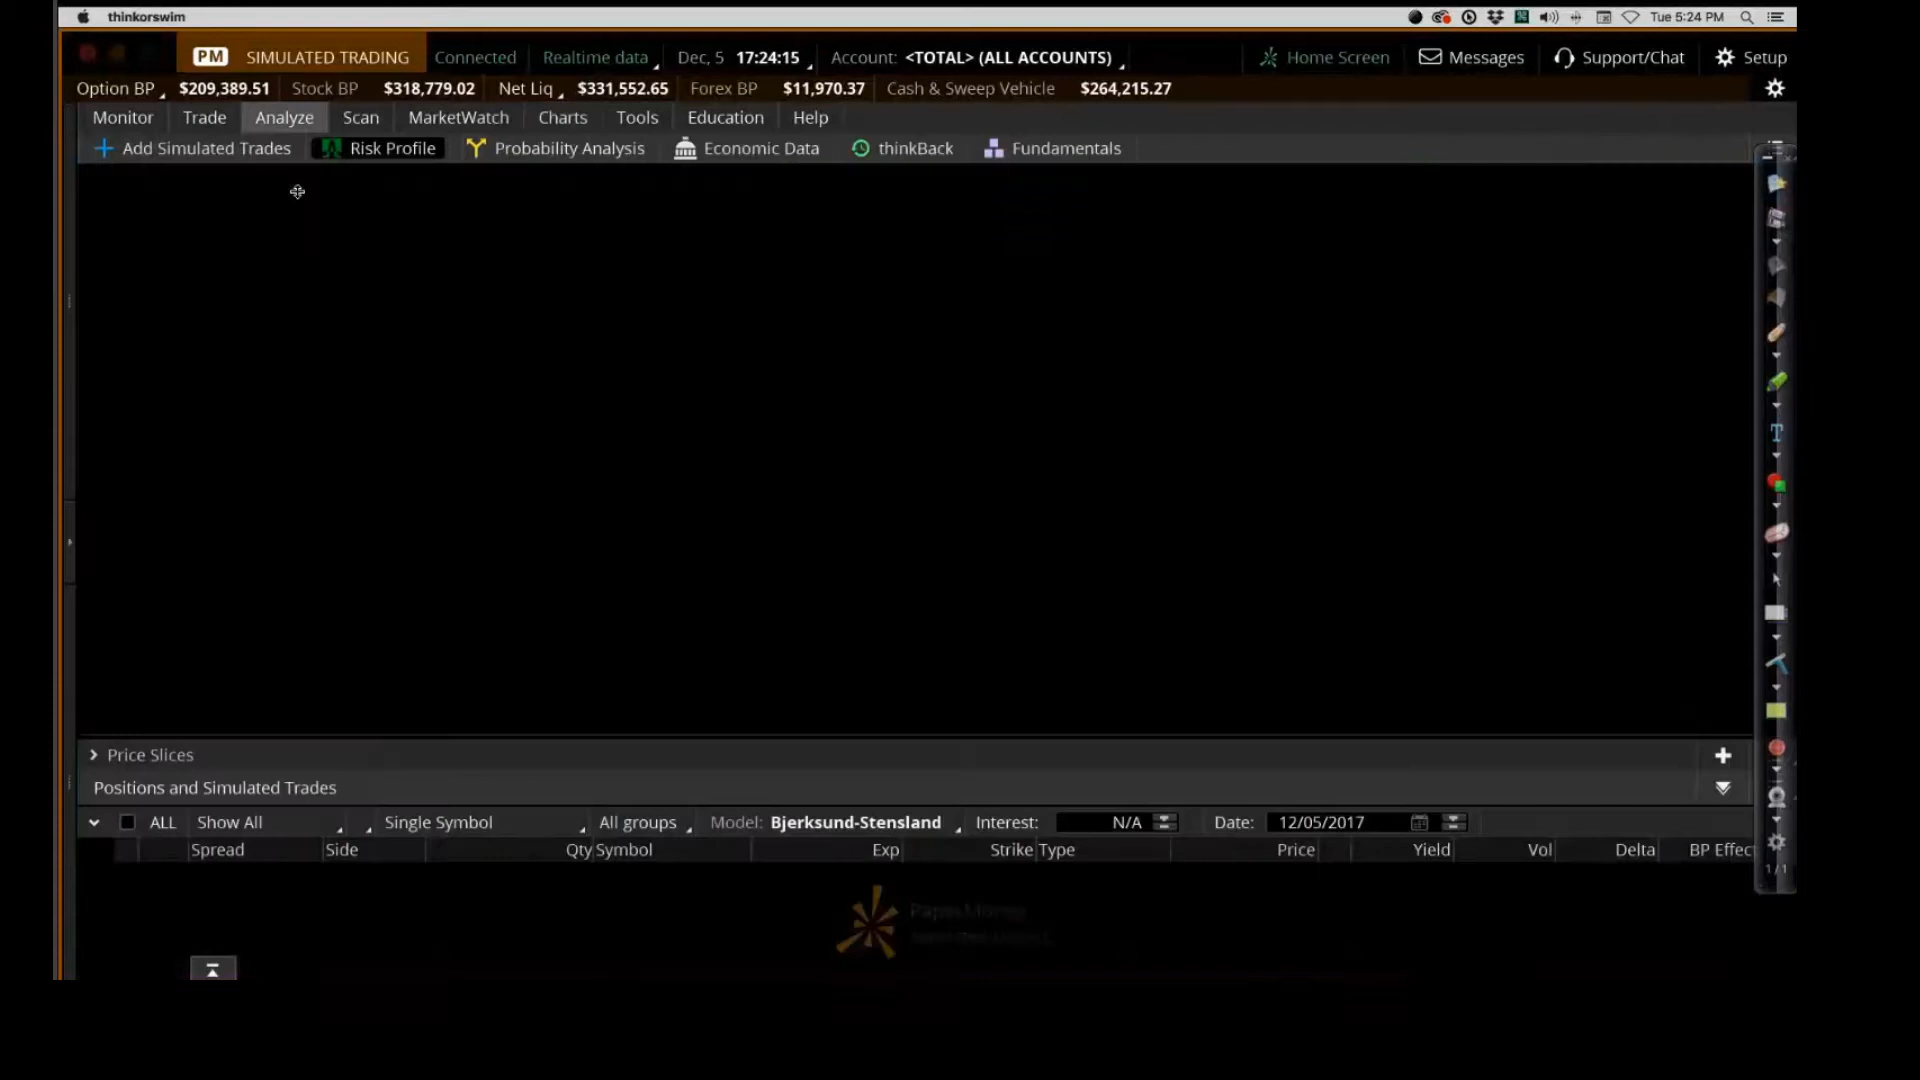 thinkorswim
Tue 5:24 PM
PM SIMULATED TRADING Connected Realtime data Dec, 5 17:24:15 Account: <TOTAL> (ALL ACCOUNTS) Home Screen Messages Support/Chat Setup
Option BP $209,389.51 Stock BP $318,779.02 Net Liq $331,552.65 Forex BP $11,970.37 Cash & Sweep Vehicle $264,215.27
Monitor Trade Analyze Scan MarketWatch Charts Tools Education Help
Add Simulated Trades Risk Profile Probability Analysis Economic Data thinkBack Fundamentals
T
Price Slices
Positions and Simulated Trades
ALL Show All Single Symbol All groups Model: Bjerksund-Stensland Interest: N/A Date: 12/05/2017
Spread Side Qty Symbol Exp Strike Type Price Yield Vol Delta BP Effec
1/1